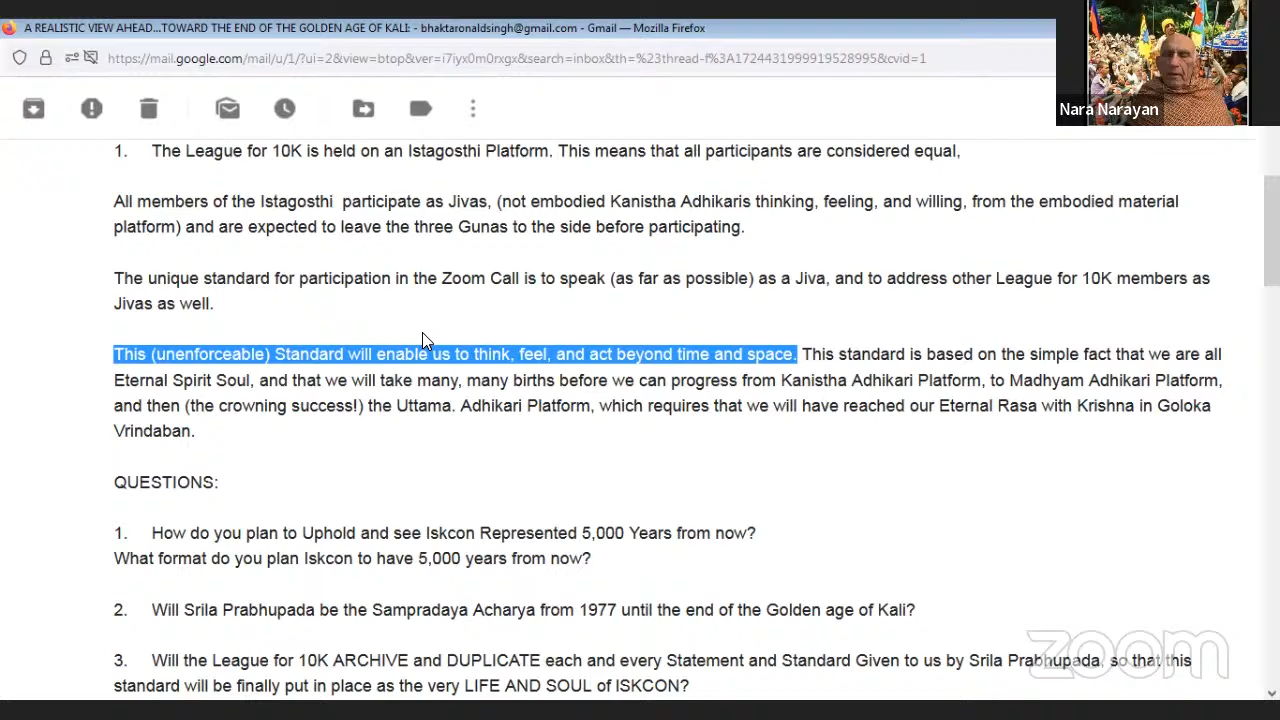 A REALISTIC VIEW AHEAD...TOWARD THE END OF THE GOLDEN AGE OF KALI: - bhaktaronaldsingh@gmail.com - Gmail — Mozilla Firefox
https://mail.google.com/mail/u/1/?ui=2&view=btop&ver=i7iyx0m0rxgx&search=inbox&th=%23thread-f%3A1724431999919528995&cvid=1
Nara Narayan
1. The League for 10K is held on an Istagosthi Platform. This means that all participants are considered equal,
All members of the Istagosthi participate as Jivas, (not embodied Kanistha Adhikaris thinking, feeling, and willing, from the embodied material
platform) and are expected to leave the three Gunas to the side before participating.
The unique standard for participation in the Zoom Call is to speak (as far as possible) as a Jiva, and to address other League for 10K members as
Jivas as well.
This (unenforceable) Standard will enable us to think, feel, and act beyond time and space. This standard is based on the simple fact that we are all
Eternal Spirit Soul, and that we will take many, many births before we can progress from Kanistha Adhikari Platform, to Madhyam Adhikari Platform,
and then (the crowning success!) the Uttama. Adhikari Platform, which requires that we will have reached our Eternal Rasa with Krishna in Goloka
Vrindaban.
QUESTIONS:
1. How do you plan to Uphold and see Iskcon Represented 5,000 Years from now?
What format do you plan Iskcon to have 5,000 years from now?
2. Will Srila Prabhupada be the Sampradaya Acharya from 1977 until the end of the Golden age of Kali?
3. Will the League for 10K ARCHIVE and DUPLICATE each and every Statement and Standard Given to us by Srila Prabhupada, so that this
standard will be finally put in place as the very LIFE AND SOUL of ISKCON?
zoom